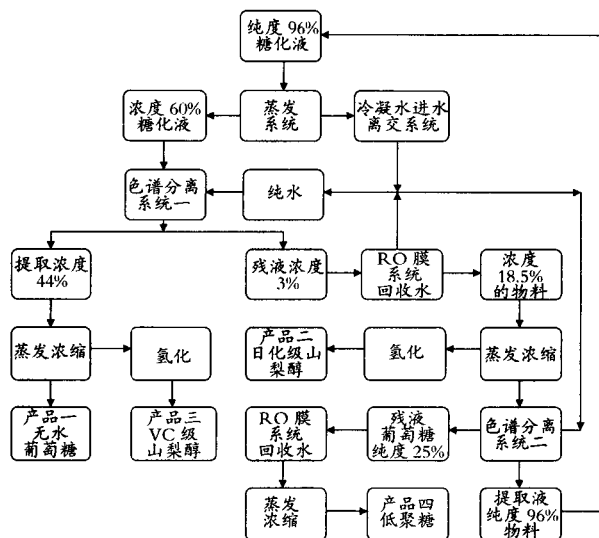 纯度 96%
糖化液
浓度 60%
糖化液
蒸发
系统
冷凝水进水
离交系统
色谱分离
系统一
纯水
提取浓度
44%
残液浓度
3%
RO 膜
系统
回收水
浓度
18.5%
的物料
蒸发浓缩
氢化
产品二
日化级山
梨醇
氢化
蒸发浓缩
产品一
无水
葡萄糖
产品三
VC 级
山梨醇
RO 膜
系统
回收水
残液
葡萄糖
纯度 25%
色谱分离
系统二
蒸发
浓缩
产品四
低聚糖
提取液
纯度 96%
物料